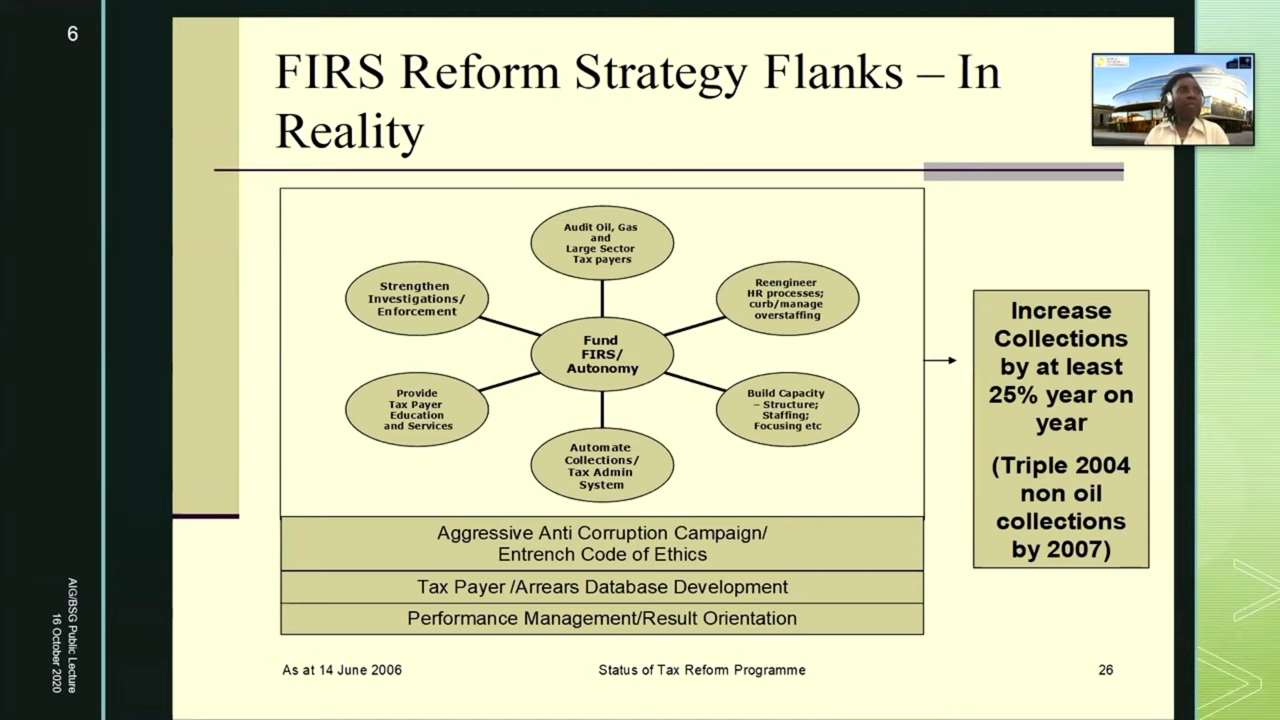 6
FIRS Reform Strategy Flanks – In
Reality
Audit Oil, Gas
and
Large Sector
Tax payers
Strengthen
Investigations/
Enforcement
Reengineer
HR processes;
curb/manage
overstaffing
Fund
FIRS/
Autonomy
Provide
Tax Payer
Education
and Services
Build Capacity
– Structure;
Staffing;
Focusing etc
Automate
Collections/
Tax Admin
System
Increase
Collections
by at least
25% year on
year
(Triple 2004
non oil
collections
by 2007)
Aggressive Anti Corruption Campaign/
Entrench Code of Ethics
Tax Payer /Arrears Database Development
Performance Management/Result Orientation
As at 14 June 2006
Status of Tax Reform Programme
26
AIG/BSG Public Lecture
16 October 2020